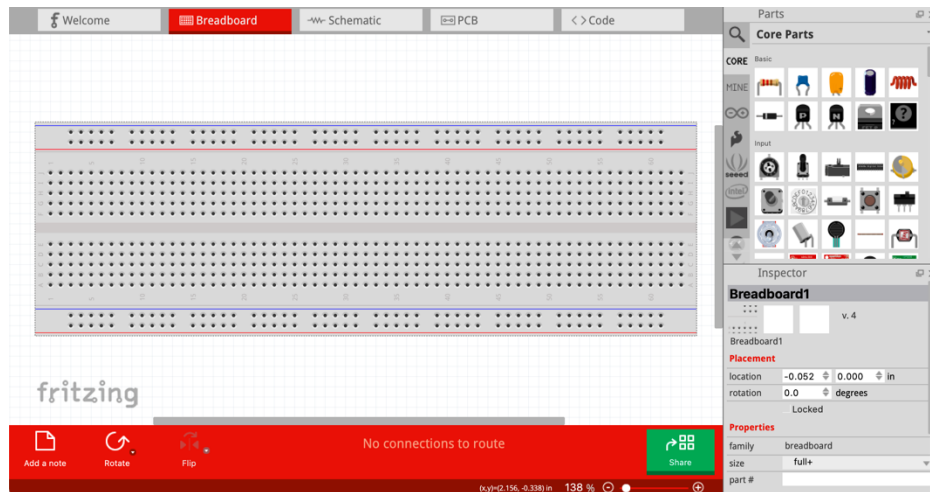 Welcome
Breadboard
Schematic
PCB
Code
Parts
Core Parts
CORE
Basic
MINE
Input
seeed
intel
Inspector
Breadboard1
v. 4
Breadboard1
Placement
location -0.052 0.000 in
rotation 0.0 degrees
Locked
Properties
family breadboard
size full+
part #
fritzing
Add a note
Rotate
Flip
No connections to route
Share
(x,y)=(2.156, -0.338) in 138 %